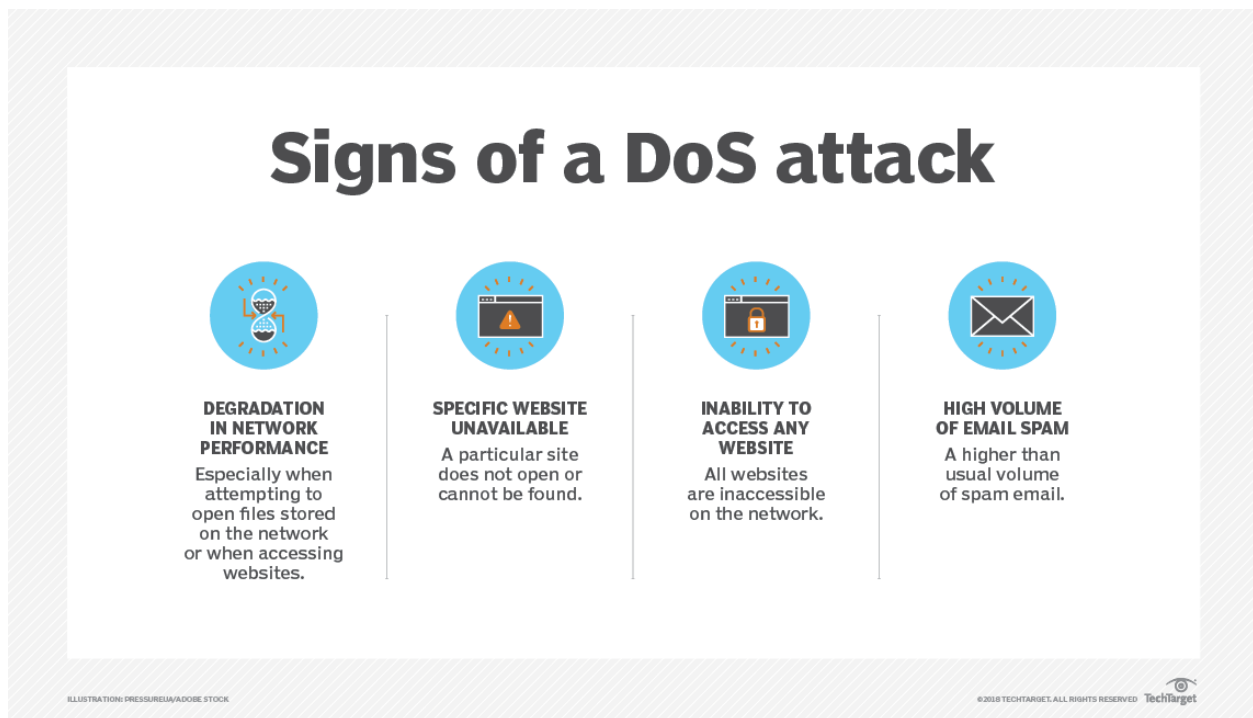 Signs of a DoS attack
DEGRADATION
IN NETWORK
PERFORMANCE
Especially when
attempting to
open files stored
on the network
or when accessing
websites.
SPECIFIC WEBSITE
UNAVAILABLE
A particular site
does not open or
cannot be found.
INABILITY TO
ACCESS ANY
WEBSITE
All websites
are inaccessible
on the network.
HIGH VOLUME
OF EMAIL SPAM
A higher than
usual volume
of spam email.
ILLUSTRATION: PRESSUREUA/ADOBE STOCK
©2018 TECHTARGET. ALL RIGHTS RESERVED
TechTarget